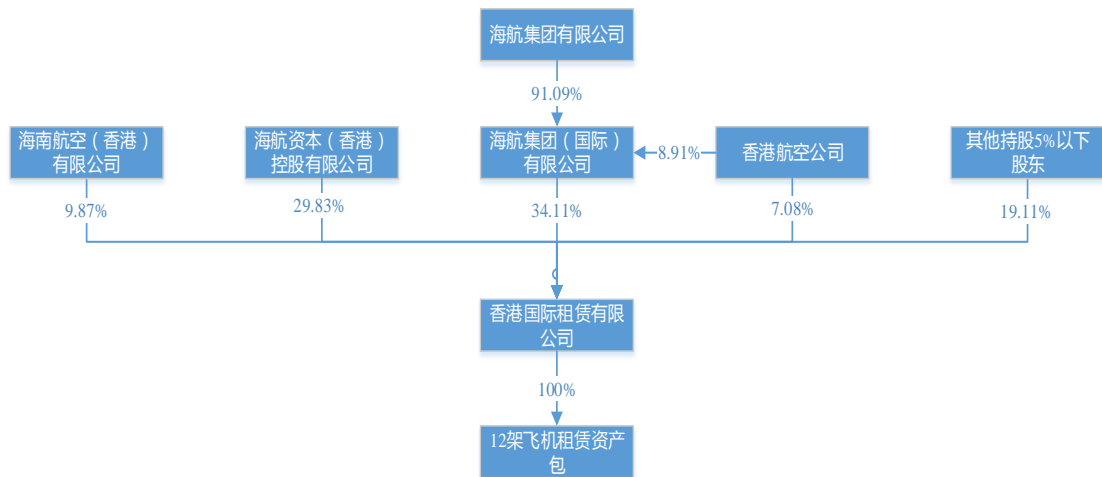 海航集团有限公司
91.09%
海南航空（香港）
有限公司
海航资本（香港）
控股有限公司
海航集团（国际）
有限公司
8.91%
香港航空公司
其他持股5%以下
股东
9.87%
29.83%
34.11%
7.08%
19.11%
香港国际租赁有限
公司
100%
12架飞机租赁资产
包